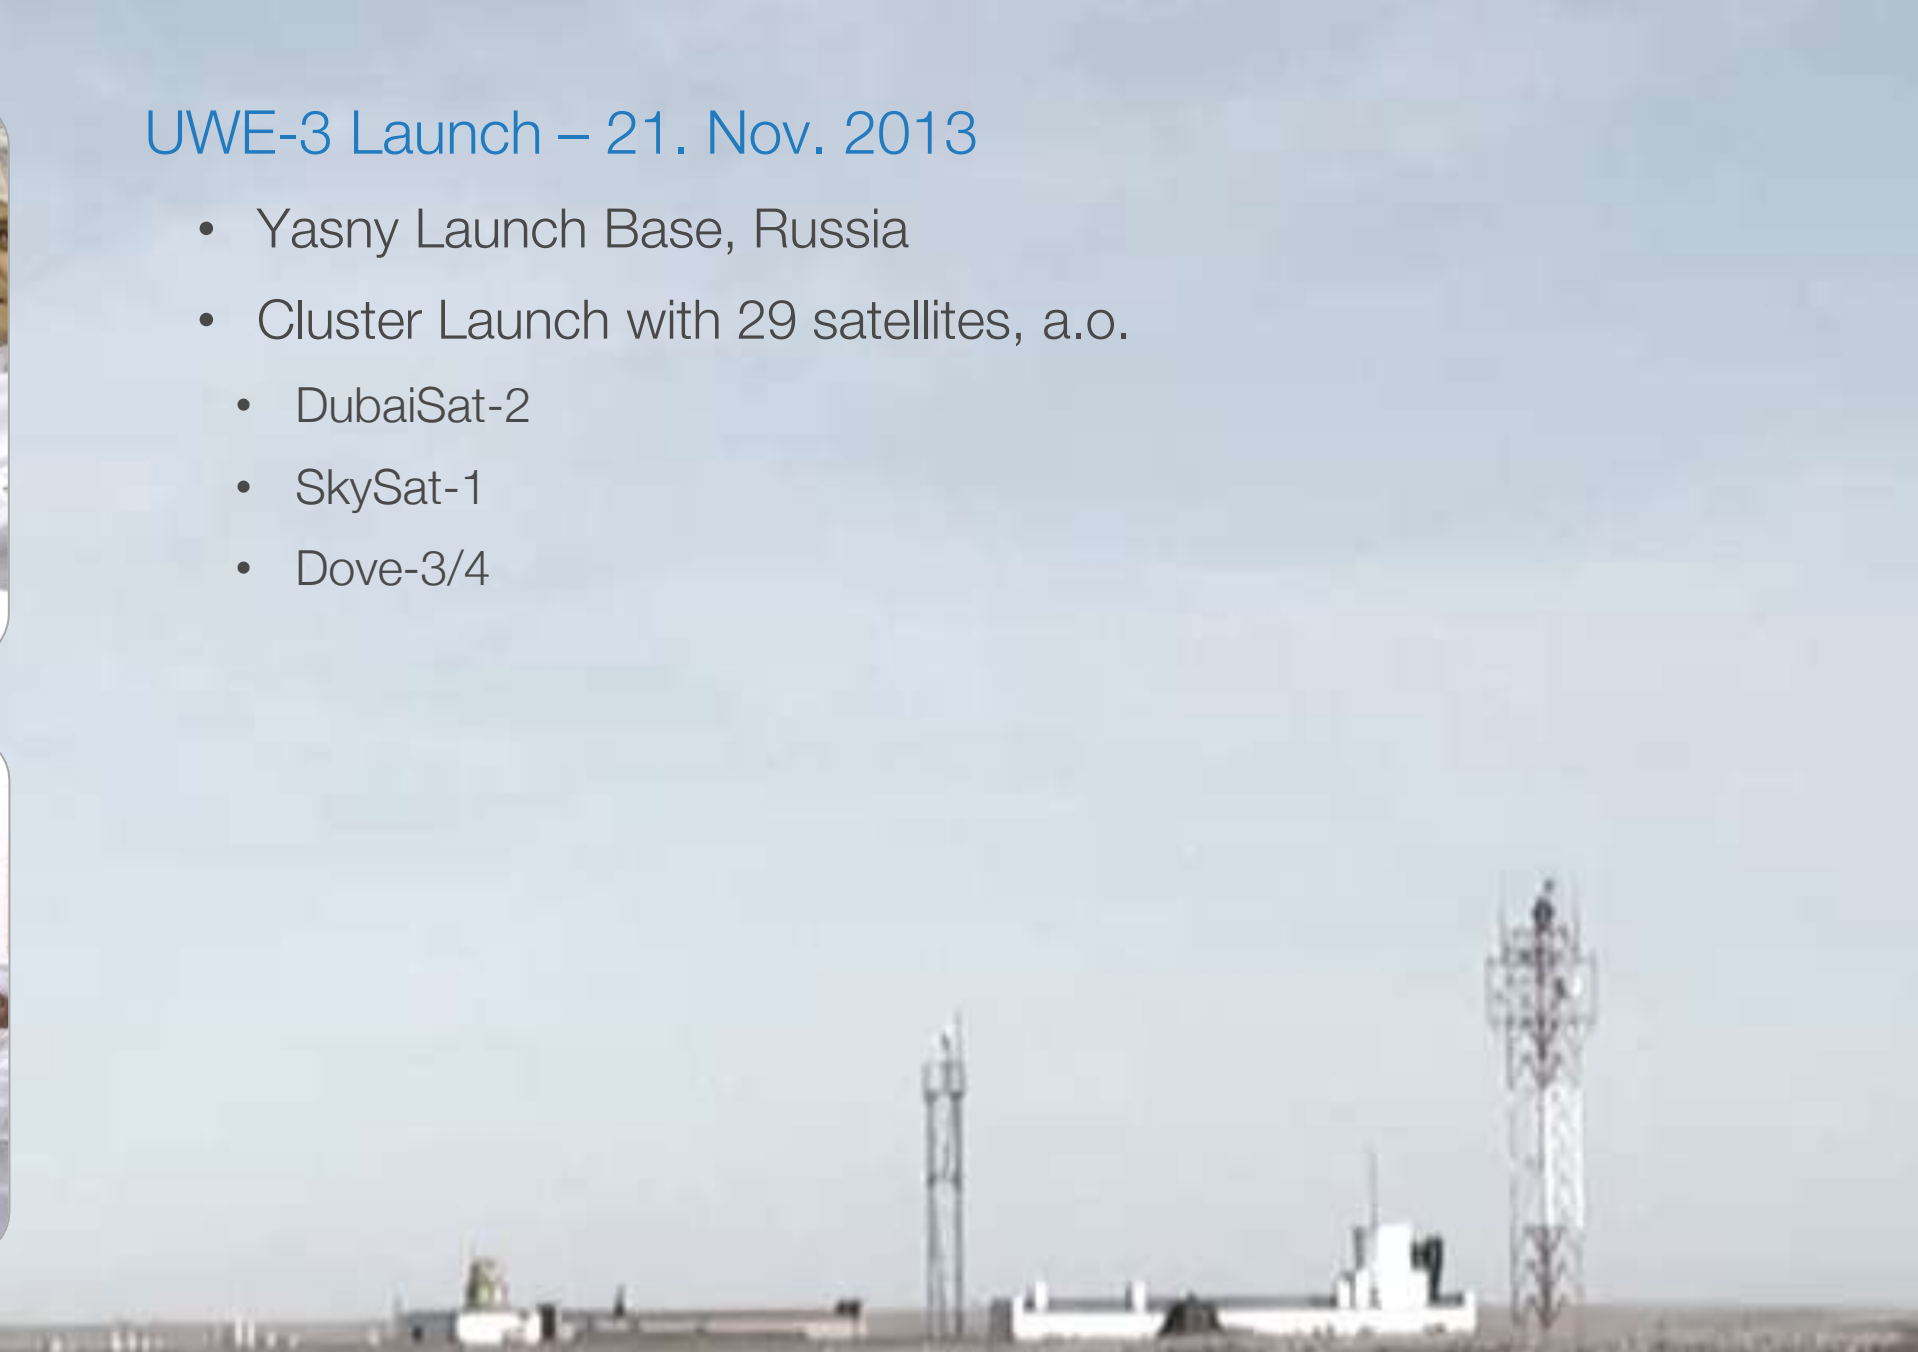 UWE-3 Launch – 21. Nov. 2013
• Yasny Launch Base, Russia
• Cluster Launch with 29 satellites, a.o.
• DubaiSat-2
• SkySat-1
• Dove-3/4